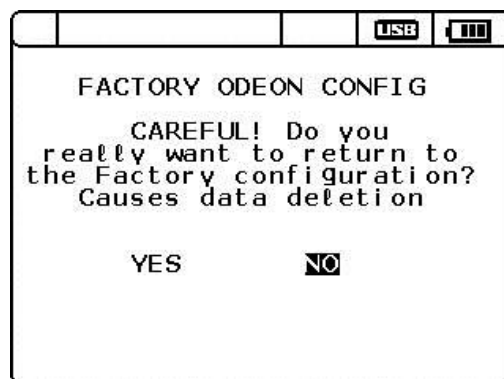 USB
FACTORY ODEON CONFIG
CAREFUL! Do you
really want to return to
the Factory configuration?
Causes data deletion
YES NO